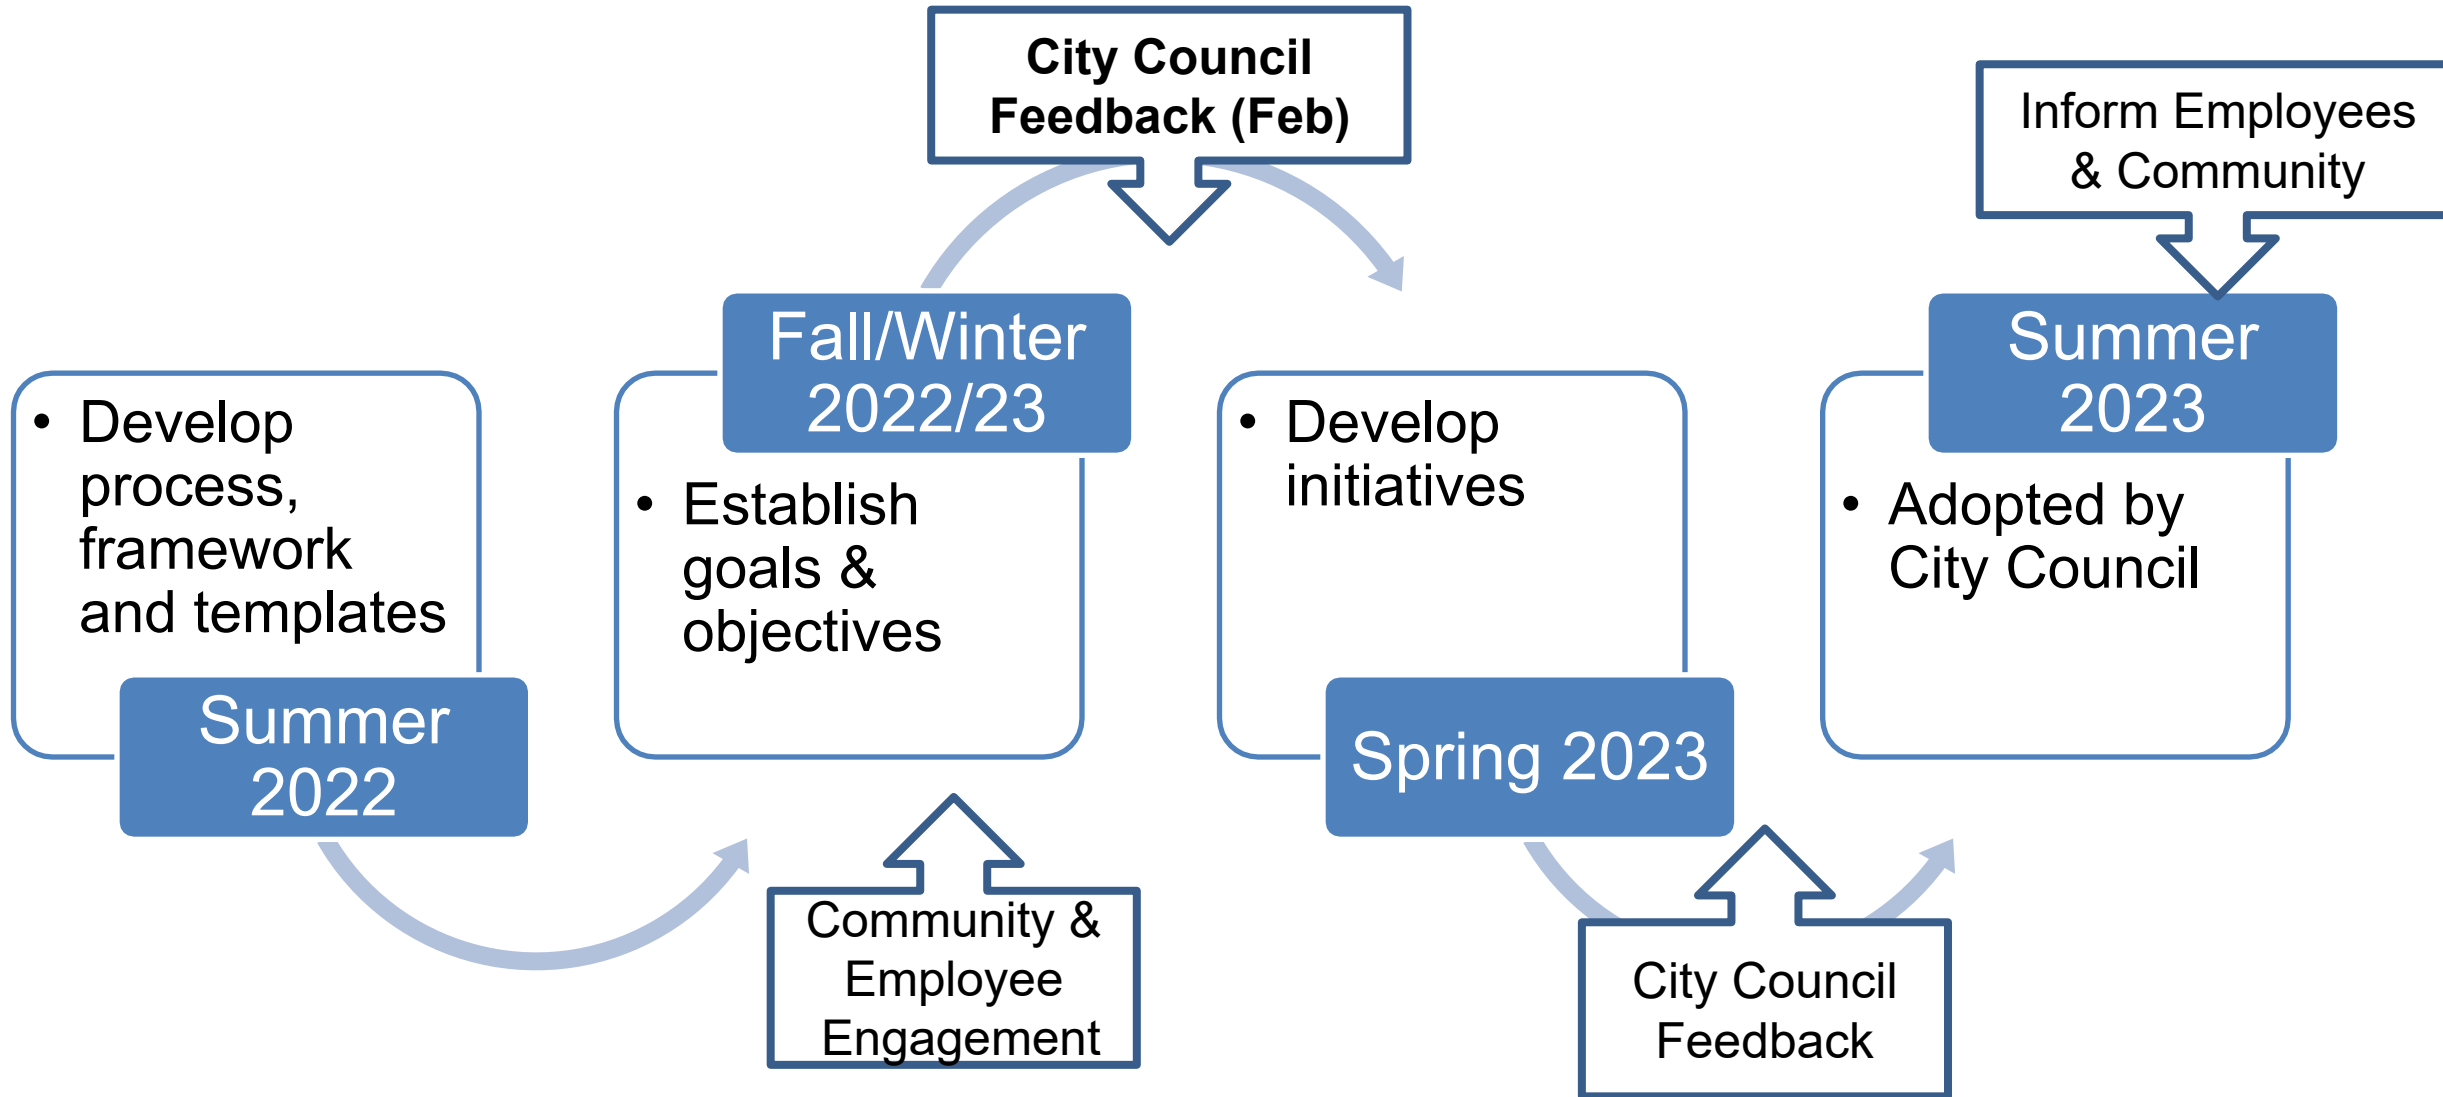 City Council
Feedback (Feb)
Inform Employees
& Community
• Develop
process,
framework
and templates
Summer
2022
Fall/Winter
2022/23
• Establish
goals &
objectives
Community &
Employee
Engagement
• Develop
initiatives
Spring 2023
City Council
Feedback
Summer
2023
• Adopted by
City Council